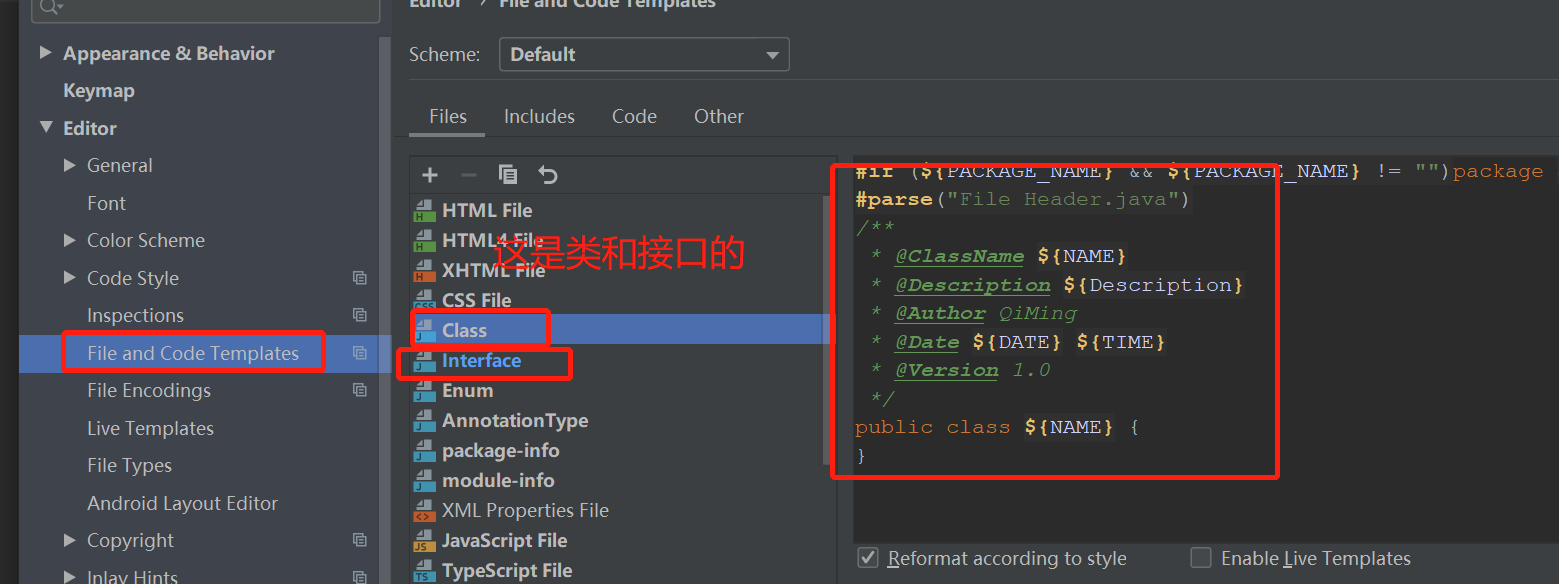 Editor › File and Code Templates
Appearance & Behavior
Keymap
Editor
General
Font
Color Scheme
Code Style
Inspections
File and Code Templates
File Encodings
Live Templates
File Types
Android Layout Editor
Copyright
Inlay Hints
Scheme: Default
Files Includes Code Other
HTML File
HTML4 File
这是类和接口的
XHTML File
CSS File
Class
Interface
Enum
AnnotationType
package-info
module-info
XML Properties File
JavaScript File
TypeScript File
#if (${PACKAGE_NAME} && ${PACKAGE_NAME} != "")package
#parse("File Header.java")
/**
* @ClassName ${NAME}
* @Description ${Description}
* @Author QiMing
* @Date ${DATE} ${TIME}
* @Version 1.0
*/
public class ${NAME} {
}
Reformat according to style Enable Live Templates